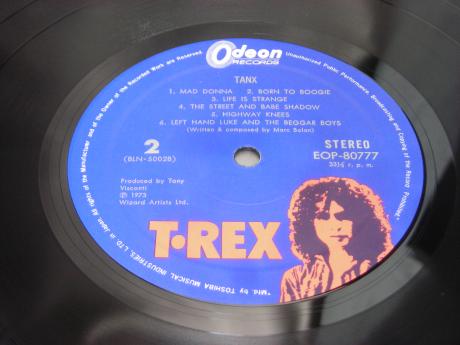 Odeon
RECORDS
TANX
1. MAD DONNA 2. BORN TO BOOGIE
3. LIFE IS STRANGE
4. THE STREET AND BABE SHADOW
5. HIGHWAY KNEES
6. LEFT HAND LUKE AND THE BEGGAR BOYS
(Written & composed by Marc Bolan)
2
(BLN-5002B)
STEREO
EOP-80777
33⅓ r. p. m.
Produced by Tony
Visconti
Ⓟ 1973
Wizard Artists Ltd.
T•REX
All rights of the Manufacturer and of the Owner of the Recorded Work are Reserved.
Unauthorized Public Performance, Broadcasting and Copying of the Record Prohibited.
*Mfd. by TOSHIBA MUSICAL INDUSTRIES, LTD. in Japan.